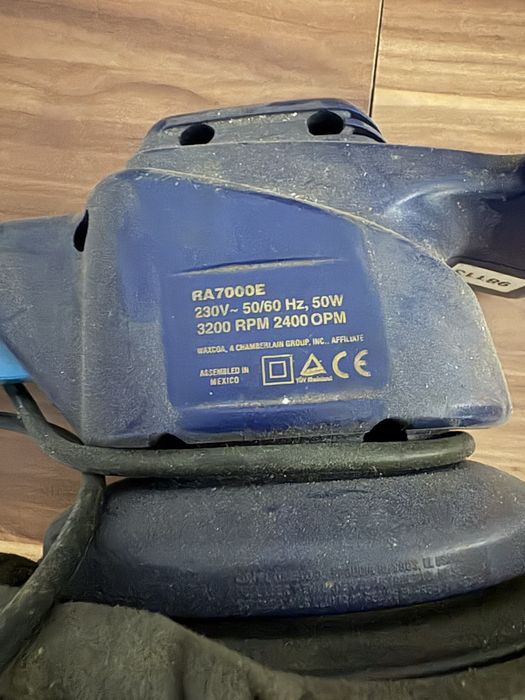 RA7000E
230V~ 50/60 Hz, 50W
3200 RPM 2400 OPM
WAXCOA, A CHAMBERLAIN GROUP, INC., AFFILIATE
ASSEMBLED IN
MEXICO
TÜV Rheinland
CE